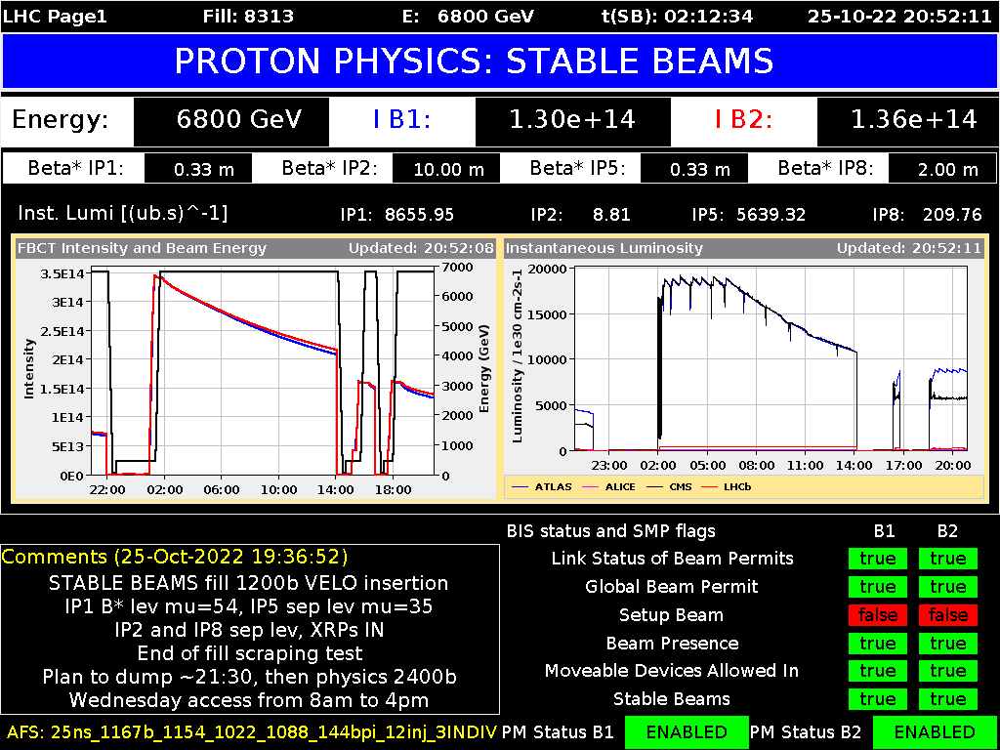 LHC Page1 Fill: 8313 E: 6800 GeV t(SB): 02:12:34 25-10-22 20:52:11
PROTON PHYSICS: STABLE BEAMS
Energy: 6800 GeV I B1: 1.30e+14 I B2: 1.36e+14
Beta* IP1: 0.33 m Beta* IP2: 10.00 m Beta* IP5: 0.33 m Beta* IP8: 2.00 m
Inst. Lumi [(ub.s)^-1] IP1: 8655.95 IP2: 8.81 IP5: 5639.32 IP8: 209.76
FBCT Intensity and Beam Energy Updated: 20:52:08
Intensity
3.5E14
3E14
2.5E14
2E14
1.5E14
1E14
5E13
0E0
7000
6000
5000
4000
3000
2000
1000
0
Energy (GeV)
22:00 02:00 06:00 10:00 14:00 18:00
Instantaneous Luminosity Updated: 20:52:11
Luminosity / 1e30 cm-2s-1
20000
15000
10000
5000
0
23:00 02:00 05:00 08:00 11:00 14:00 17:00 20:00
ATLAS ALICE CMS LHCb
Comments (25-Oct-2022 19:36:52)
STABLE BEAMS fill 1200b VELO insertion
IP1 B* lev mu=54, IP5 sep lev mu=35
IP2 and IP8 sep lev, XRPs IN
End of fill scraping test
Plan to dump ~21:30, then physics 2400b
Wednesday access from 8am to 4pm
BIS status and SMP flags B1 B2
Link Status of Beam Permits true true
Global Beam Permit true true
Setup Beam false false
Beam Presence true true
Moveable Devices Allowed In true true
Stable Beams true true
AFS: 25ns_1167b_1154_1022_1088_144bpi_12inj_3INDIV PM Status B1 ENABLED PM Status B2 ENABLED